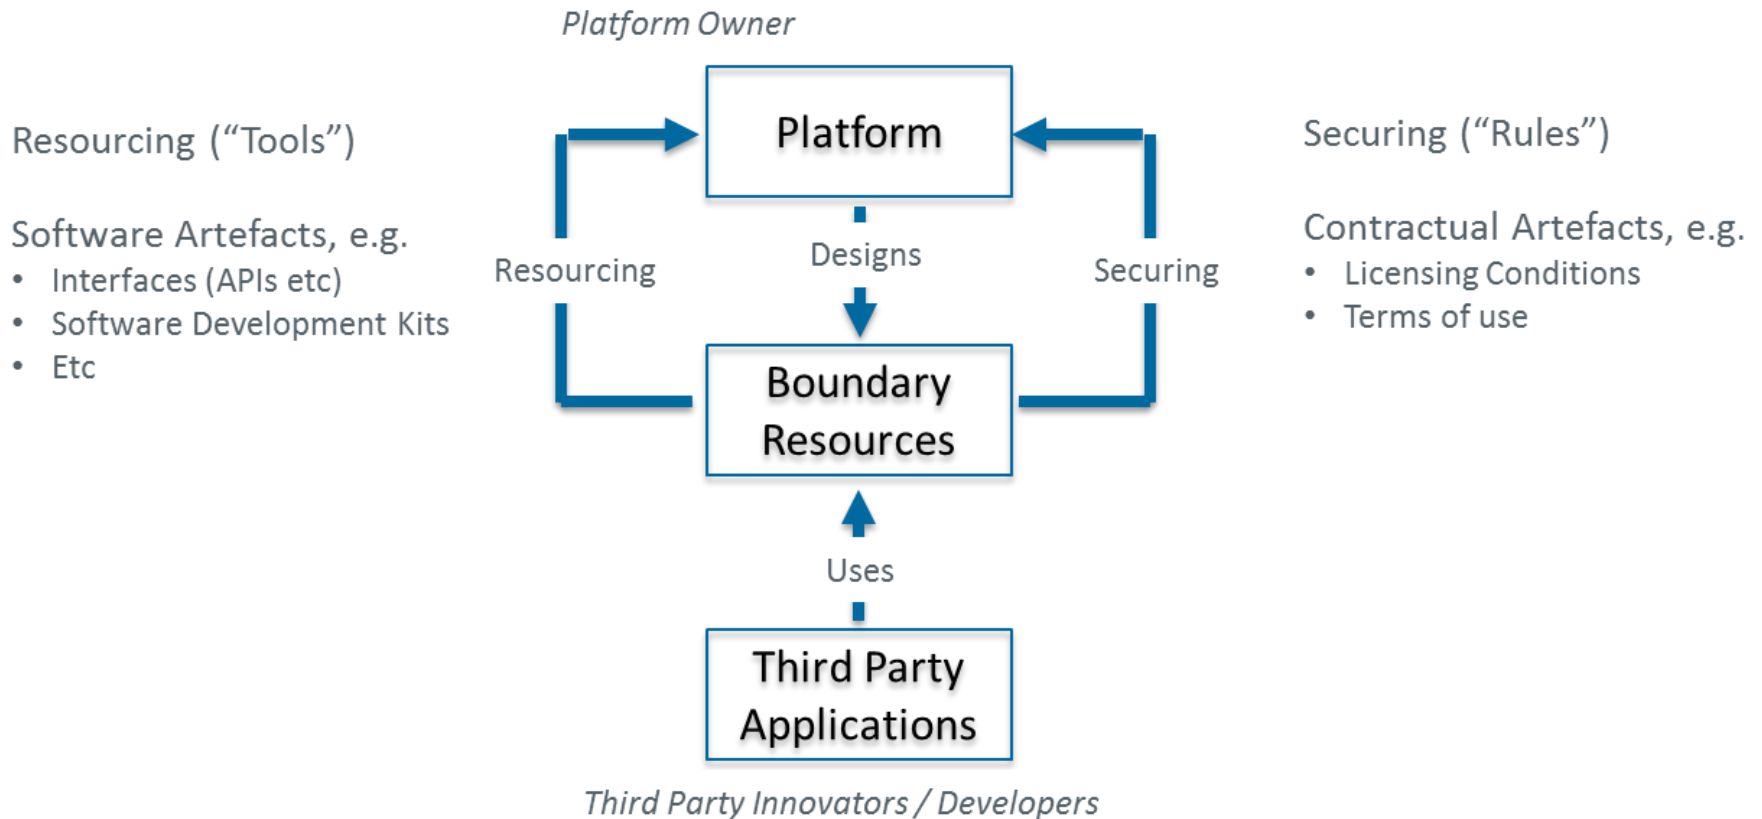 Platform Owner
Platform
Resourcing (“Tools”)
Securing (“Rules”)
Software Artefacts, e.g.
• Interfaces (APIs etc)
• Software Development Kits
• Etc
Resourcing
Designs
Securing
Contractual Artefacts, e.g.
• Licensing Conditions
• Terms of use
Boundary
Resources
Uses
Third Party
Applications
Third Party Innovators / Developers